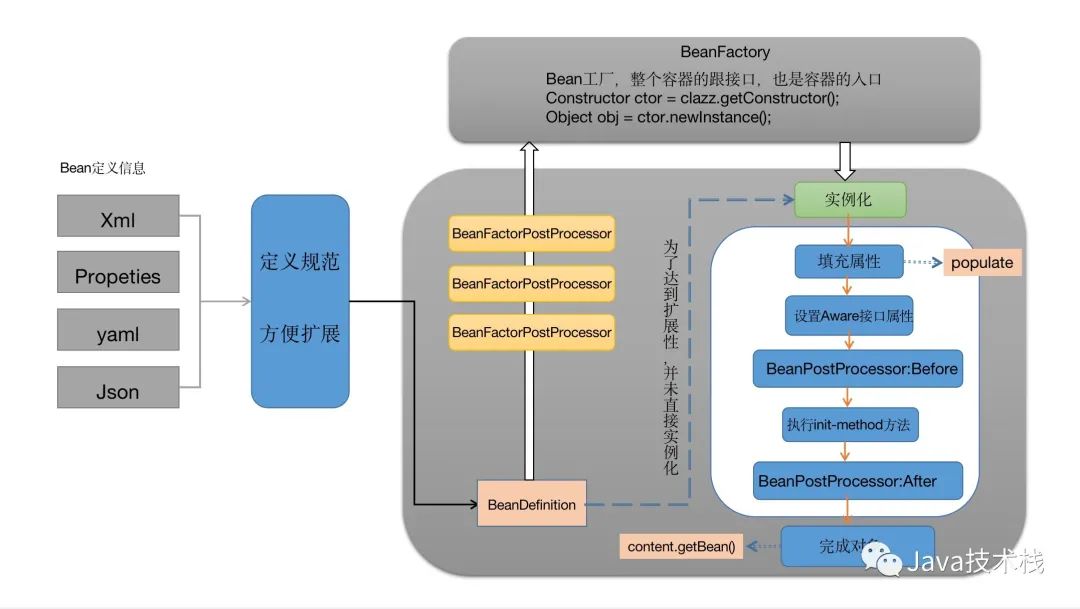 BeanFactory
Bean工厂，整个容器的跟接口，也是容器的入口
Constructor ctor = clazz.getConstructor();
Object obj = ctor.newInstance();
Bean定义信息
Xml
Propeties
yaml
Json
定义规范
方便扩展
BeanFactorPostProcessor
BeanFactorPostProcessor
BeanFactorPostProcessor
BeanDefinition
为了达到扩展性，并未直接实例化
实例化
填充属性
populate
设置Aware接口属性
BeanPostProcessor:Before
执行init-method方法
BeanPostProcessor:After
完成对
content.getBean()
Java技术栈